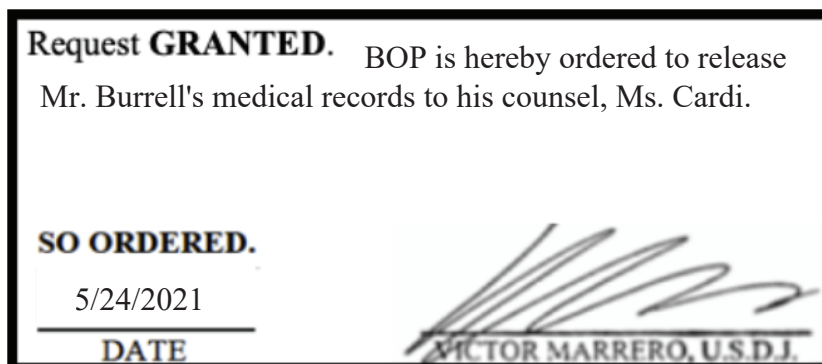 Request GRANTED. BOP is hereby ordered to release
Mr. Burrell's medical records to his counsel, Ms. Cardi.
SO ORDERED.
5/24/2021
DATE
VICTOR MARRERO, U.S.D.J.